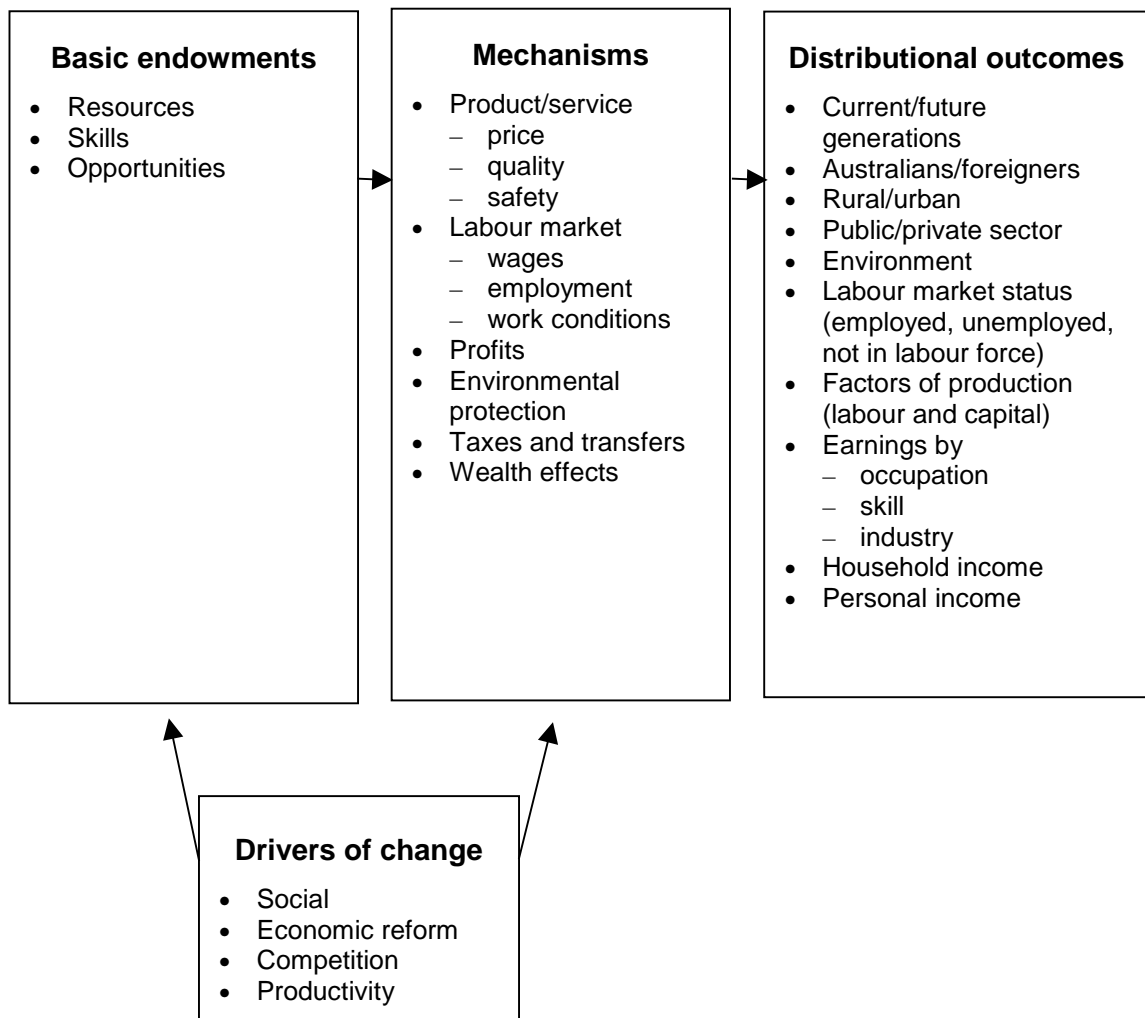 Basic endowments
• Resources
• Skills
• Opportunities
Mechanisms
• Product/service
– price
– quality
– safety
• Labour market
– wages
– employment
– work conditions
• Profits
• Environmental
protection
• Taxes and transfers
• Wealth effects
Distributional outcomes
• Current/future
generations
• Australians/foreigners
• Rural/urban
• Public/private sector
• Environment
• Labour market status
(employed, unemployed,
not in labour force)
• Factors of production
(labour and capital)
• Earnings by
– occupation
– skill
– industry
• Household income
• Personal income
Drivers of change
• Social
• Economic reform
• Competition
• Productivity